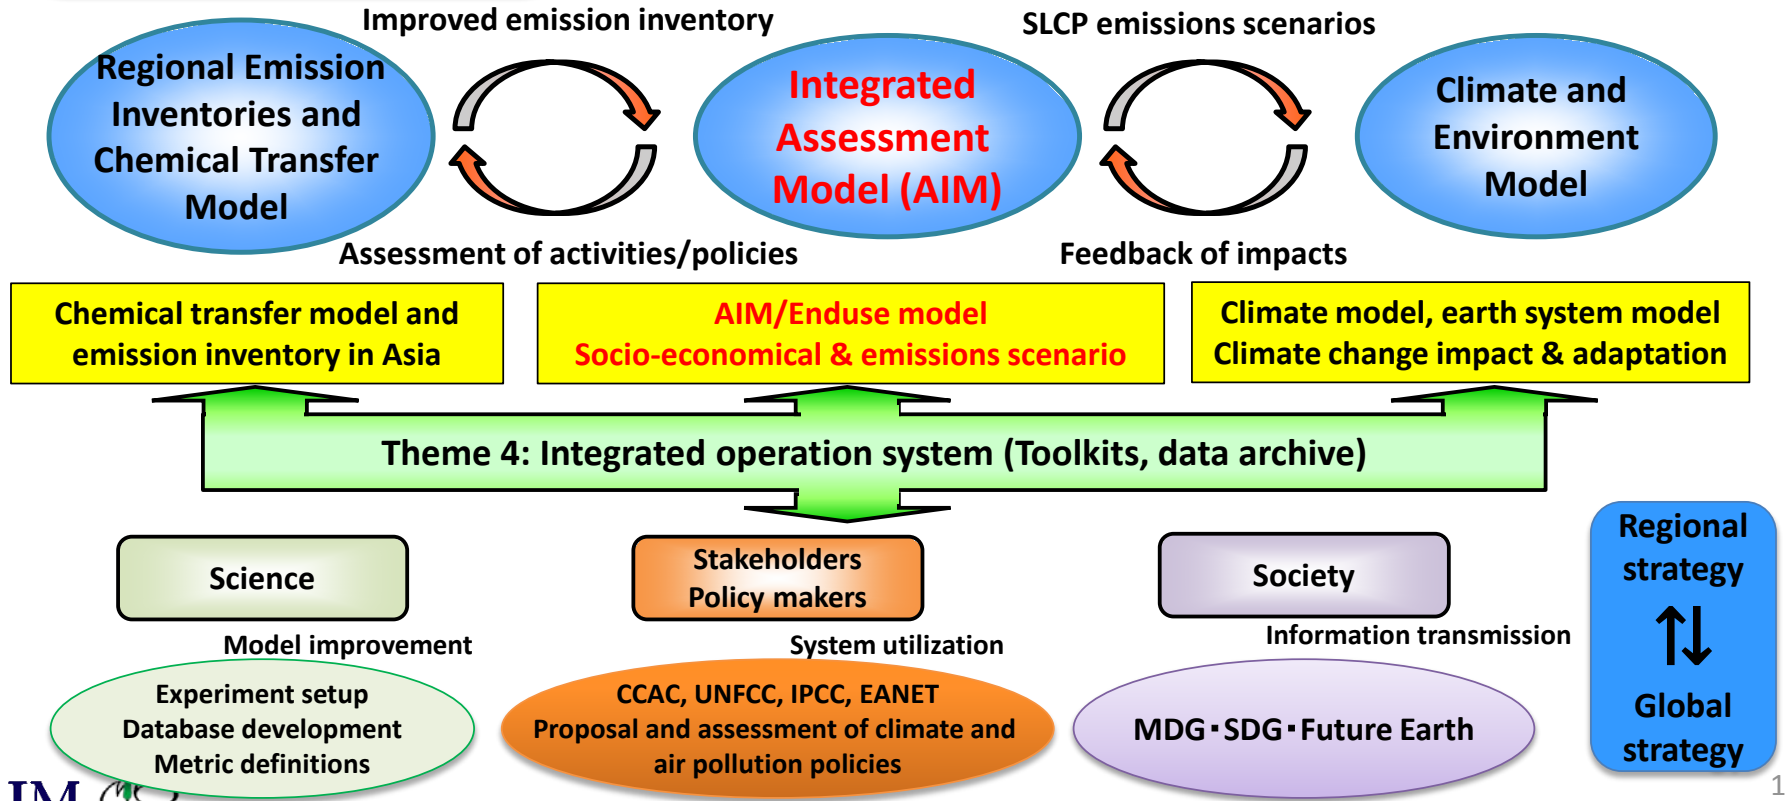 Improved emission inventory
SLCP emissions scenarios
Regional Emission
Inventories and
Chemical Transfer
Model
Integrated
Assessment
Model (AIM)
Climate and
Environment
Model
Assessment of activities/policies
Feedback of impacts
Chemical transfer model and
emission inventory in Asia
AIM/Enduse model
Socio-economical & emissions scenario
Climate model, earth system model
Climate change impact & adaptation
Theme 4: Integrated operation system (Toolkits, data archive)
Science
Stakeholders
Policy makers
Society
Model improvement
System utilization
Information transmission
Experiment setup
Database development
Metric definitions
CCAC, UNFCC, IPCC, EANET
Proposal and assessment of climate and
air pollution policies
MDG・SDG・Future Earth
Regional
strategy
Global
strategy
1